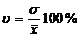 υ = σ / x̄ 100%